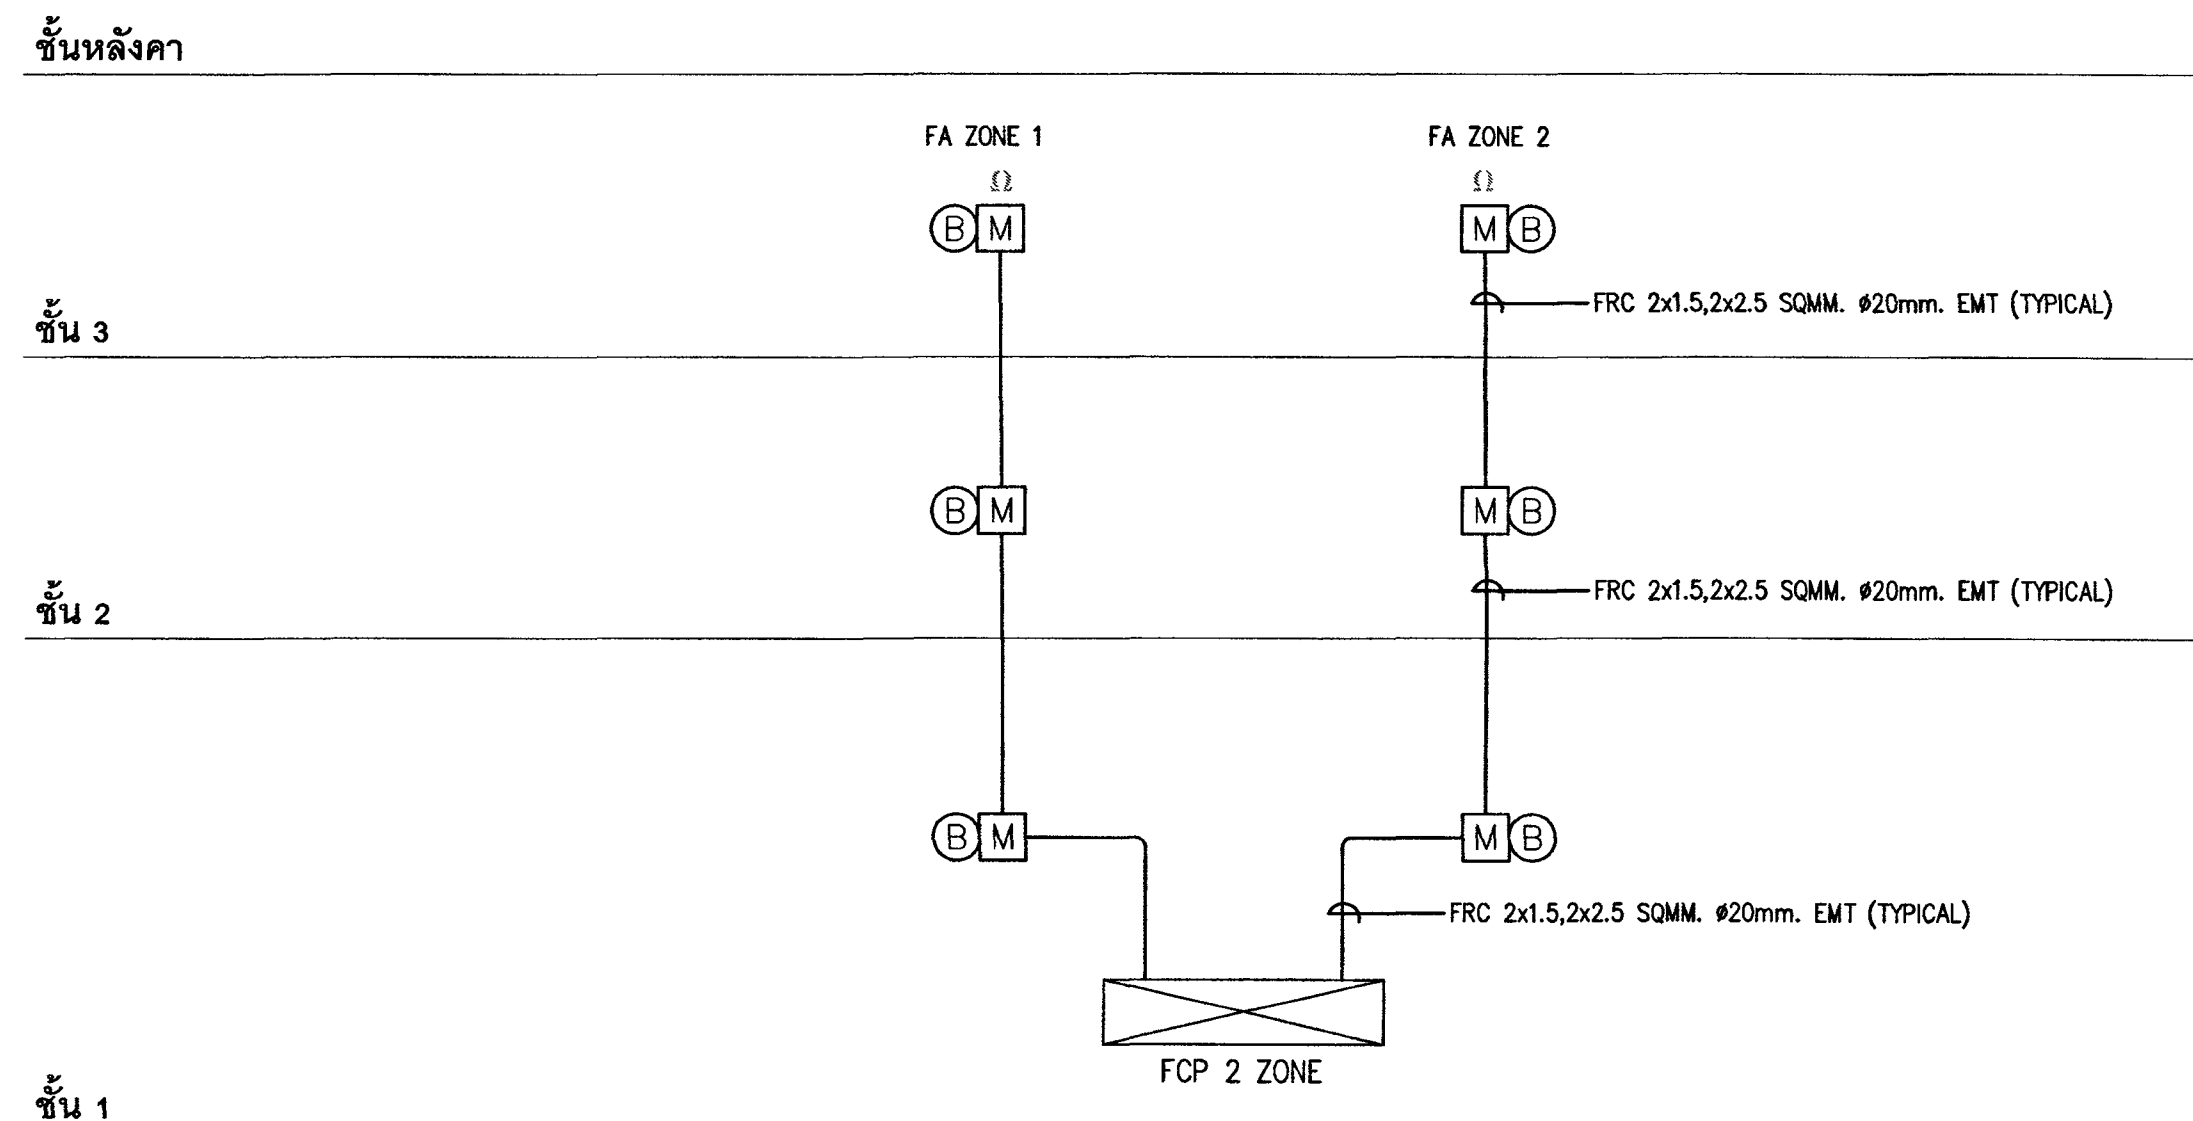 ชั้นหลังคา
FA ZONE 1
FA ZONE 2
Ω
Ω
B M
M B
FRC 2x1.5,2x2.5 SQMM. ø20mm. EMT (TYPICAL)
ชั้น 3
B M
M B
FRC 2x1.5,2x2.5 SQMM. ø20mm. EMT (TYPICAL)
ชั้น 2
B M
M B
FRC 2x1.5,2x2.5 SQMM. ø20mm. EMT (TYPICAL)
FCP 2 ZONE
ชั้น 1